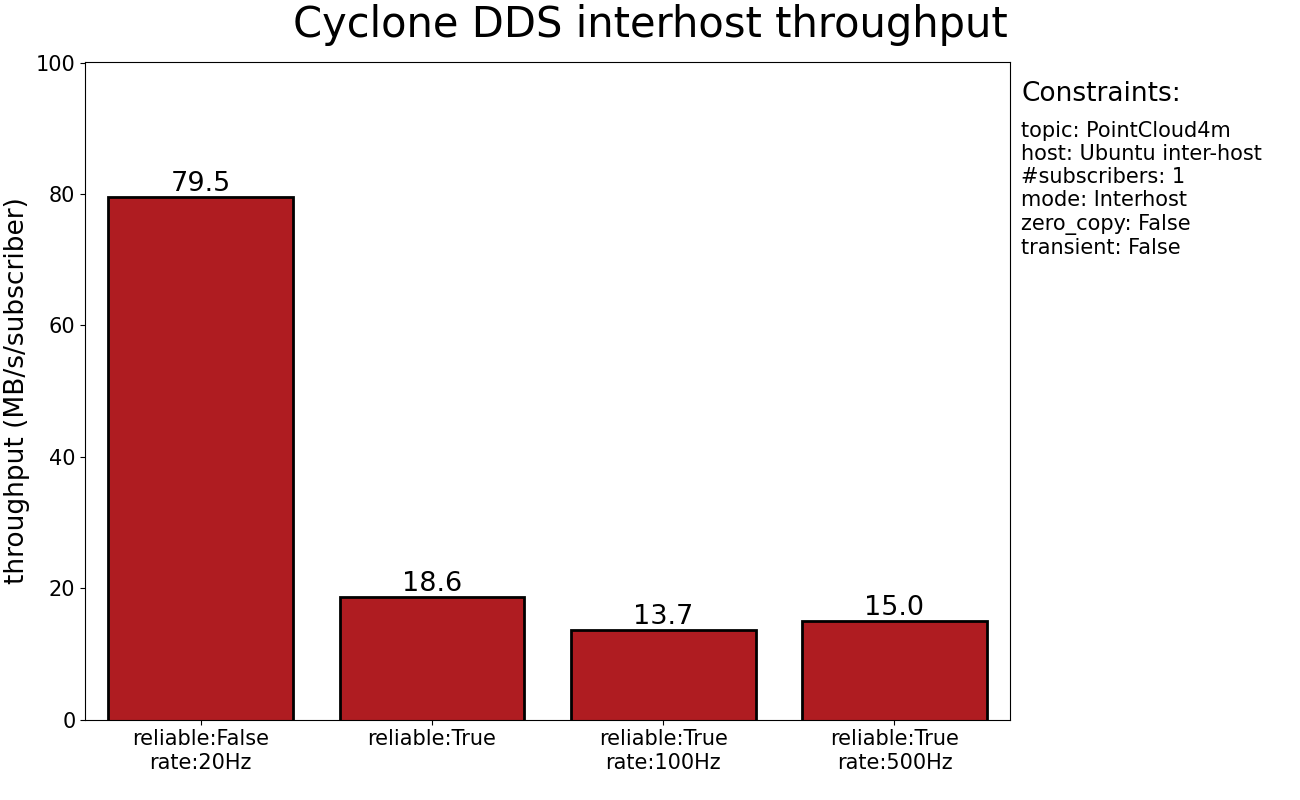 Cyclone DDS interhost throughput
throughput (MB/s/subscriber)
100
80
60
40
20
0
79.5
18.6
13.7
15.0
reliable:False
rate:20Hz
reliable:True
reliable:True
rate:100Hz
reliable:True
rate:500Hz
Constraints:
topic: PointCloud4m
host: Ubuntu inter-host
#subscribers: 1
mode: Interhost
zero_copy: False
transient: False